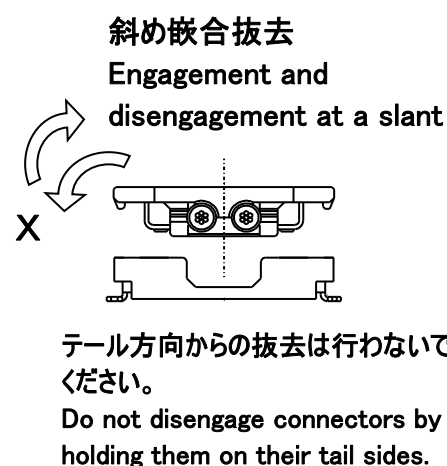 斜め嵌合抜去
Engagement and
disengagement at a slant
X
テール方向からの抜去は行わないで
ください。
Do not disengage connectors by
holding them on their tail sides.